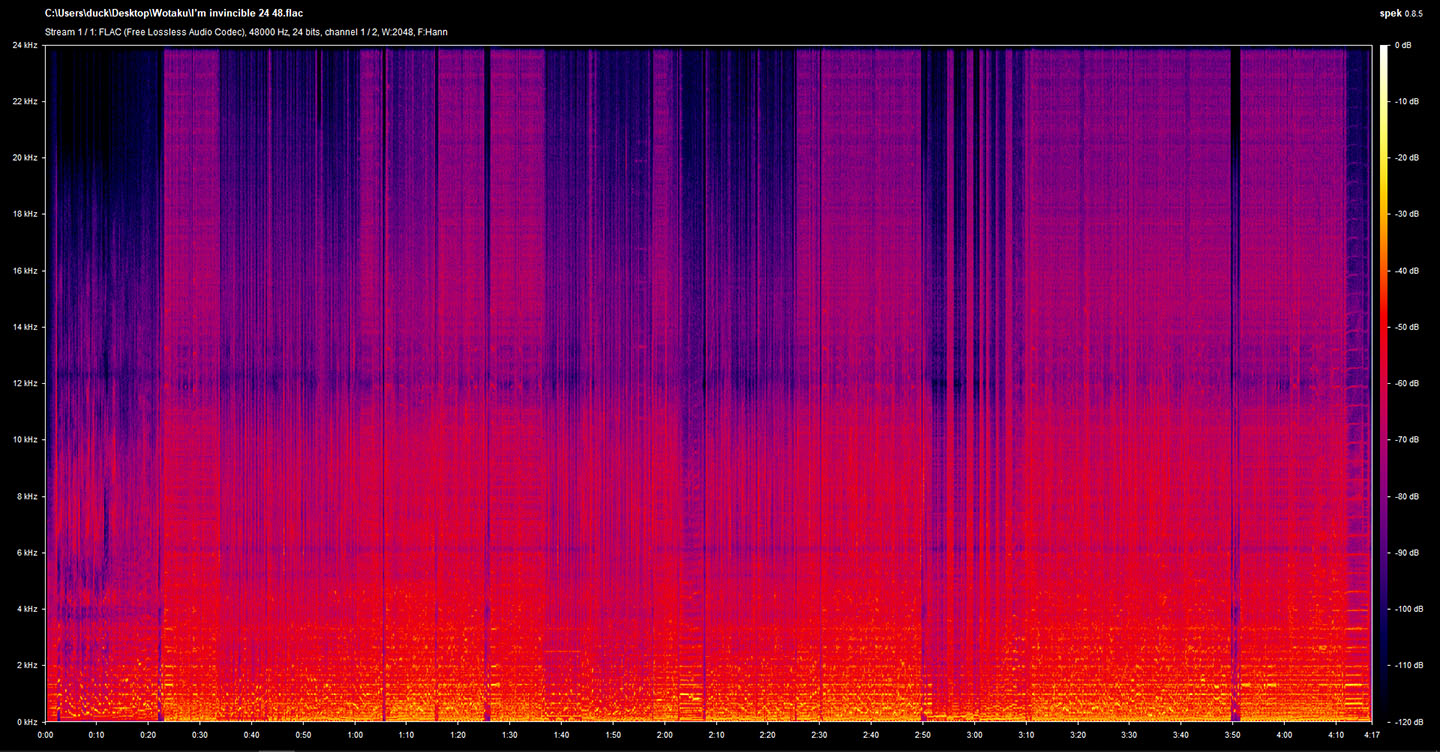 C:\Users\duck\Desktop\Wotaku\I'm invincible 24 48.flac
spek 0.8.5
Stream 1 / 1: FLAC (Free Lossless Audio Codec), 48000 Hz, 24 bits, channel 1 / 2, W:2048, F:Hann
24 kHz
22 kHz
20 kHz
18 kHz
16 kHz
14 kHz
12 kHz
10 kHz
8 kHz
6 kHz
4 kHz
2 kHz
0 kHz
0 dB
-10 dB
-20 dB
-30 dB
-40 dB
-50 dB
-60 dB
-70 dB
-80 dB
-90 dB
-100 dB
-110 dB
-120 dB
0:00 0:10 0:20 0:30 0:40 0:50 1:00 1:10 1:20 1:30 1:40 1:50 2:00 2:10 2:20 2:30 2:40 2:50 3:00 3:10 3:20 3:30 3:40 3:50 4:00 4:10 4:17